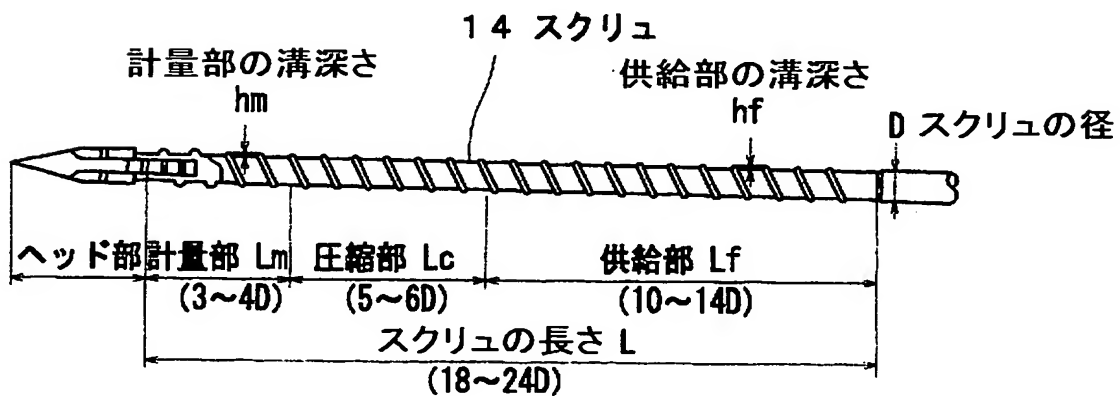 14 スクリュ
計量部の溝深さ
hm
供給部の溝深さ
hf
D スクリュの径
ヘッド部
計量部 Lm
(3〜4D)
圧縮部 Lc
(5〜6D)
供給部 Lf
(10〜14D)
スクリュの長さ L
(18〜24D)